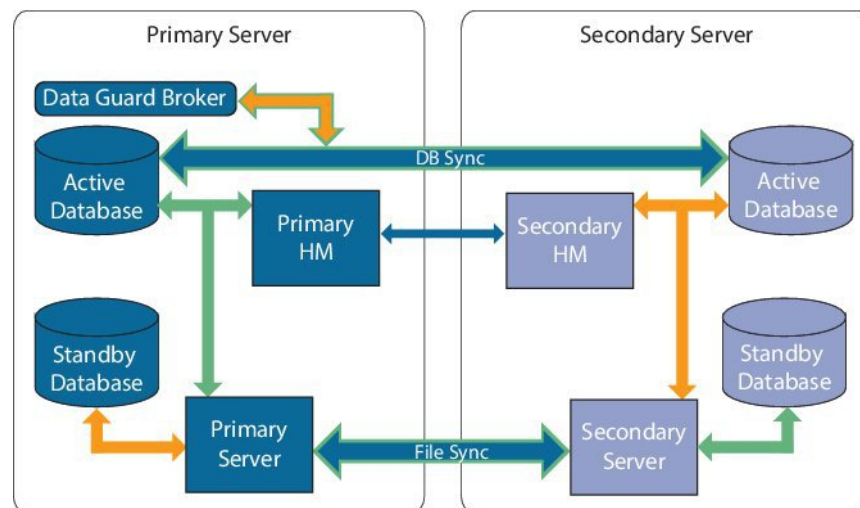 Primary Server
Secondary Server
Data Guard Broker
DB Sync
Active
Database
Active
Database
Primary
HM
Secondary
HM
Standby
Database
Standby
Database
Primary
Server
File Sync
Secondary
Server